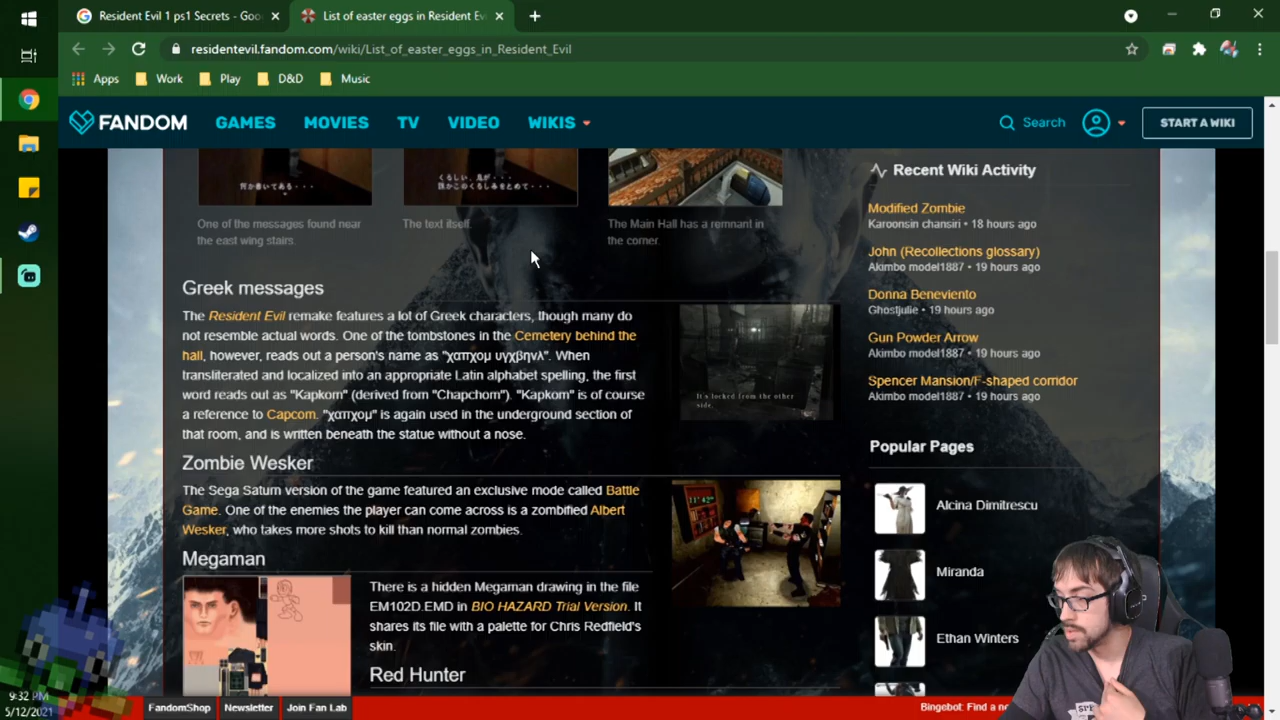 Resident Evil 1 ps1 Secrets - Goo
List of easter eggs in Resident Ev
residentevil.fandom.com/wiki/List_of_easter_eggs_in_Resident_Evil
Apps Work Play D&D Music
FANDOM GAMES MOVIES TV VIDEO WIKIS Search START A WIKI
何か書いてある・・・
One of the messages found near
the east wing stairs.
The text itself.
The Main Hall has a remnant in
the corner.
Greek messages
The Resident Evil remake features a lot of Greek characters, though many do
not resemble actual words. One of the tombstones in the Cemetery behind the
hall, however, reads out a person's name as "χαπχομ υγχβηνλ". When
transliterated and localized into an appropriate Latin alphabet spelling, the first
word reads out as "Kapkom" (derived from "Chapchom"). "Kapkom" is of course
a reference to Capcom. "χαπχομ" is again used in the underground section of
that room, and is written beneath the statue without a nose.
It's locked from the other
side.
Zombie Wesker
The Sega Saturn version of the game featured an exclusive mode called Battle
Game. One of the enemies the player can come across is a zombified Albert
Wesker, who takes more shots to kill than normal zombies.
Megaman
There is a hidden Megaman drawing in the file
EM102D.EMD in BIO HAZARD Trial Version. It
shares its file with a palette for Chris Redfield's
skin.
Red Hunter
Recent Wiki Activity
Modified Zombie
Karoonsin chansiri • 18 hours ago
John (Recollections glossary)
Akimbo model1887 • 19 hours ago
Donna Beneviento
Ghostjulie • 19 hours ago
Gun Powder Arrow
Akimbo model1887 • 19 hours ago
Spencer Mansion/F-shaped corridor
Akimbo model1887 • 19 hours ago
Popular Pages
Alcina Dimitrescu
Miranda
Ethan Winters
9:32 PM
5/12/2021
FandomShop Newsletter Join Fan Lab
Bingebot: Find a